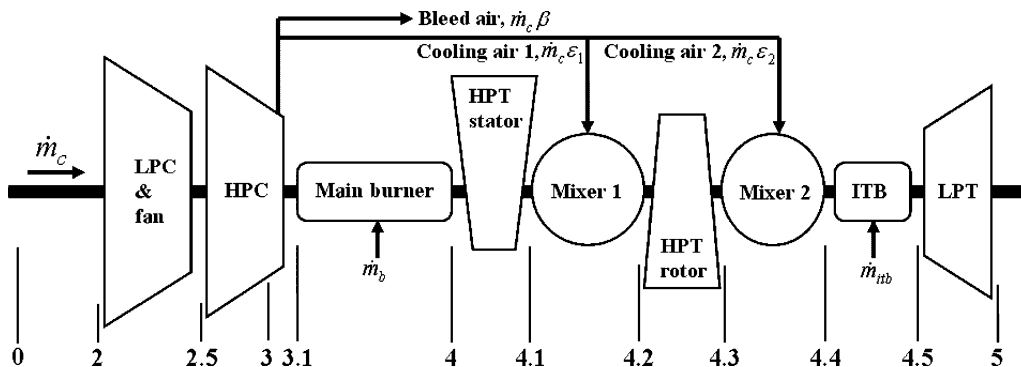 Bleed air, ṁ_c β
Cooling air 1, ṁ_c ε₁
Cooling air 2, ṁ_c ε₂
HPT
stator
ṁ_C
LPC
&
fan
HPC
Main burner
Mixer 1
Mixer 2
ITB
LPT
HPT
rotor
ṁ_b
ṁ_itb
0 2 2.5 3 3.1 4 4.1 4.2 4.3 4.4 4.5 5